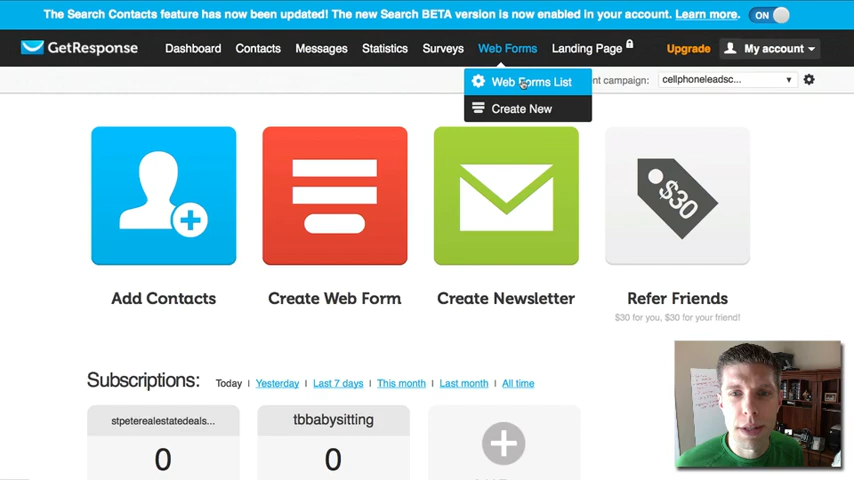 The Search Contacts feature has now been updated! The new Search BETA version is now enabled in your account. Learn more. ON
GetResponse Dashboard Contacts Messages Statistics Surveys Web Forms Landing Page Upgrade My account
Web Forms List
campaign: cellphoneleadsc...
Create New
$30
Add Contacts Create Web Form Create Newsletter Refer Friends
$30 for you, $30 for your friend!
Subscriptions: Today Yesterday Last 7 days This month Last month All time
stpeterealestatedeals... tbbabysitting
0 0